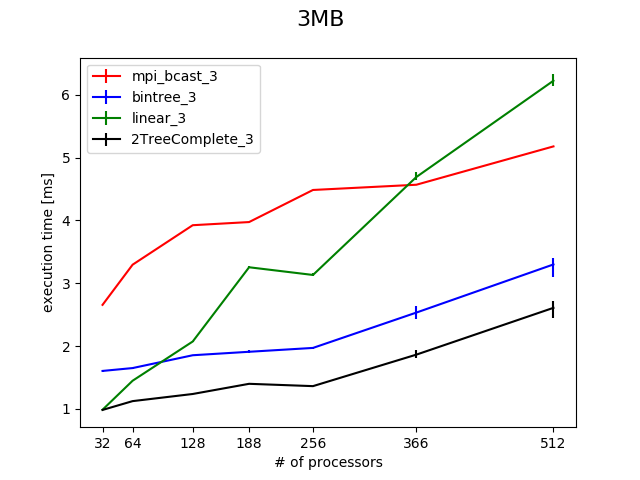 3MB
mpi_bcast_3
bintree_3
linear_3
2TreeComplete_3
execution time [ms]
6
5
4
3
2
1
32 64 128 188 256 366 512
# of processors